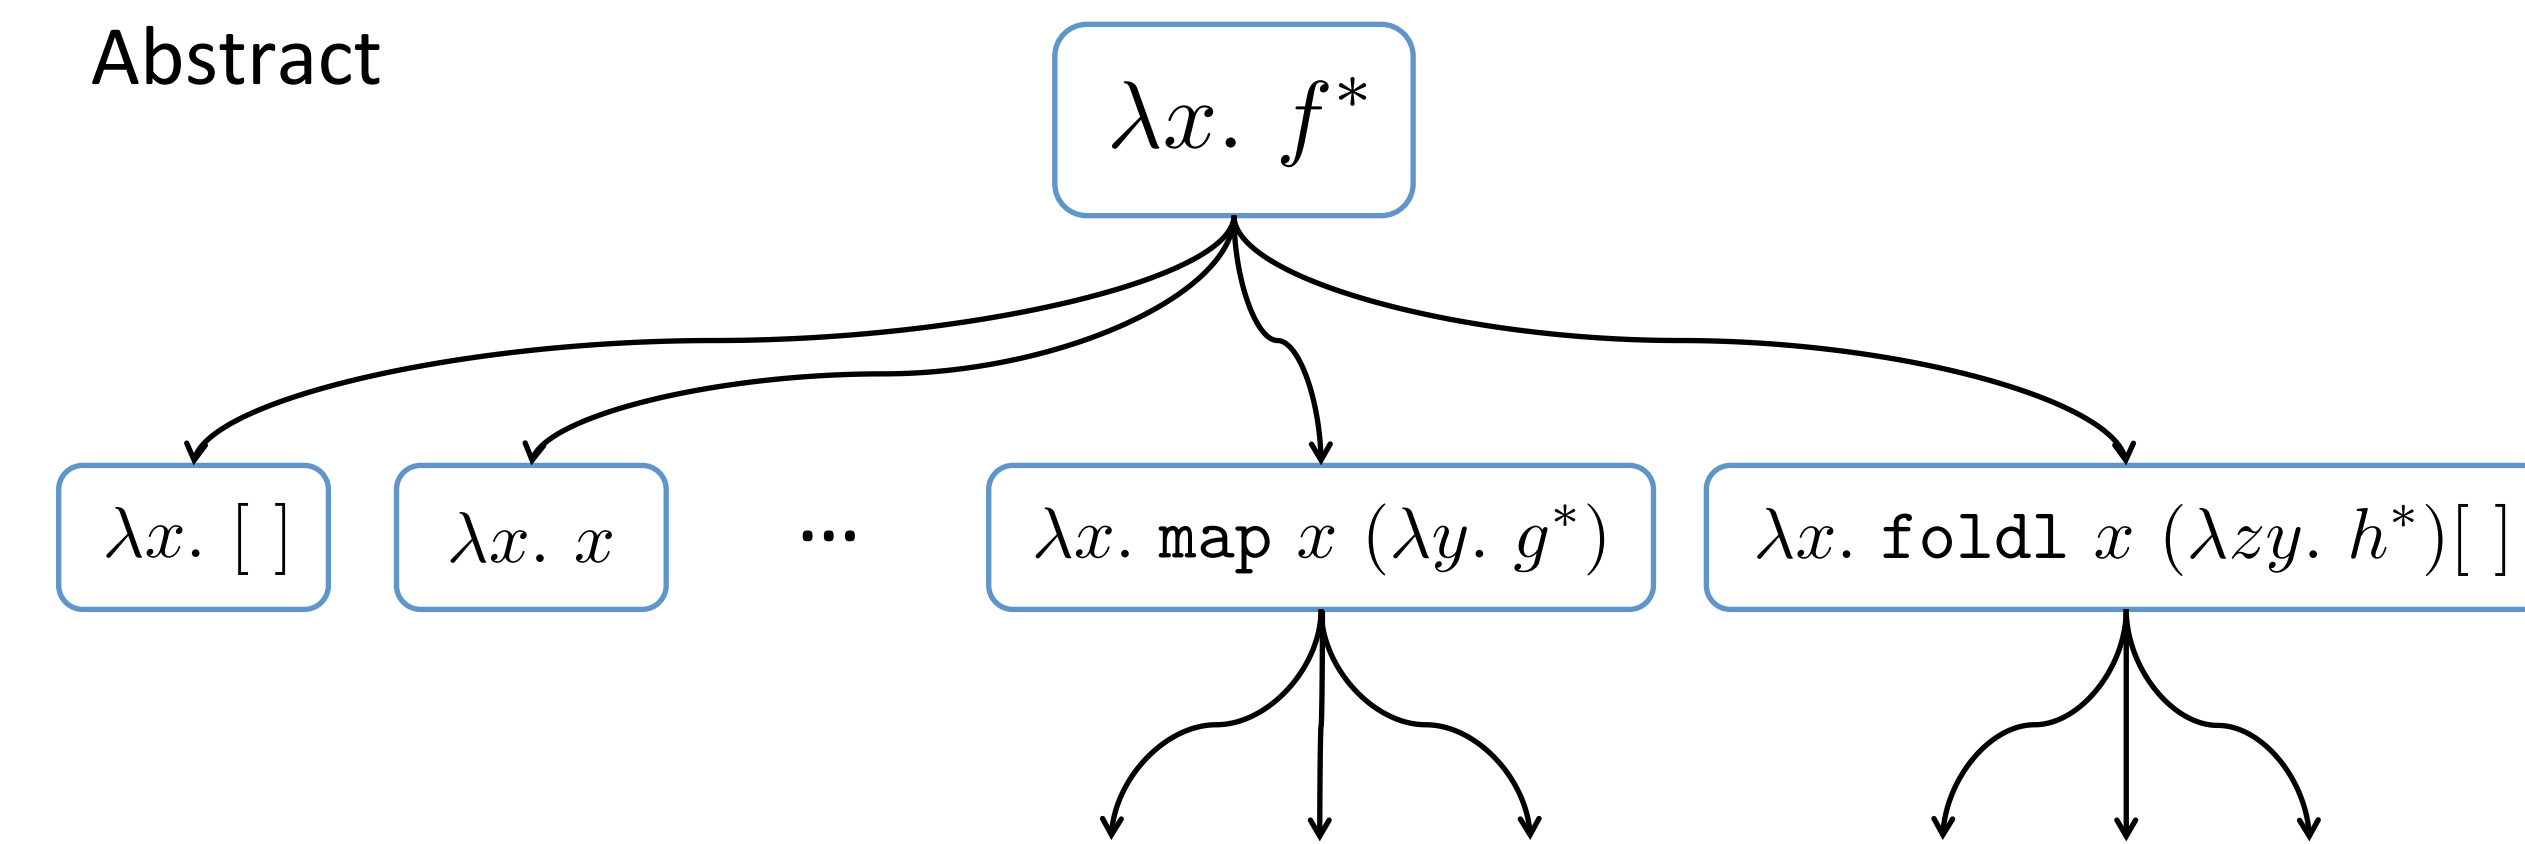 Abstract
λx. f*
λx. [ ]
λx. x
...
λx. map x (λy. g*)
λx. foldl x (λzy. h*)[ ]